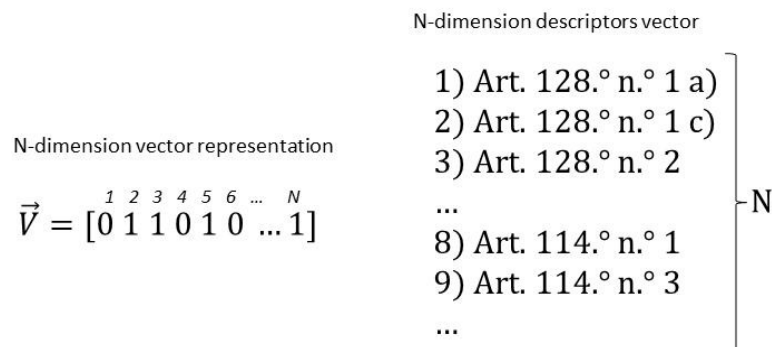 N-dimension descriptors vector
1) Art. 128.° n.° 1 a)
2) Art. 128.° n.° 1 c)
3) Art. 128.° n.° 2
...
8) Art. 114.° n.° 1
9) Art. 114.° n.° 3
...
N
N-dimension vector representation
1 2 3 4 5 6 ... N
V⃗ = [0 1 1 0 1 0 ... 1]